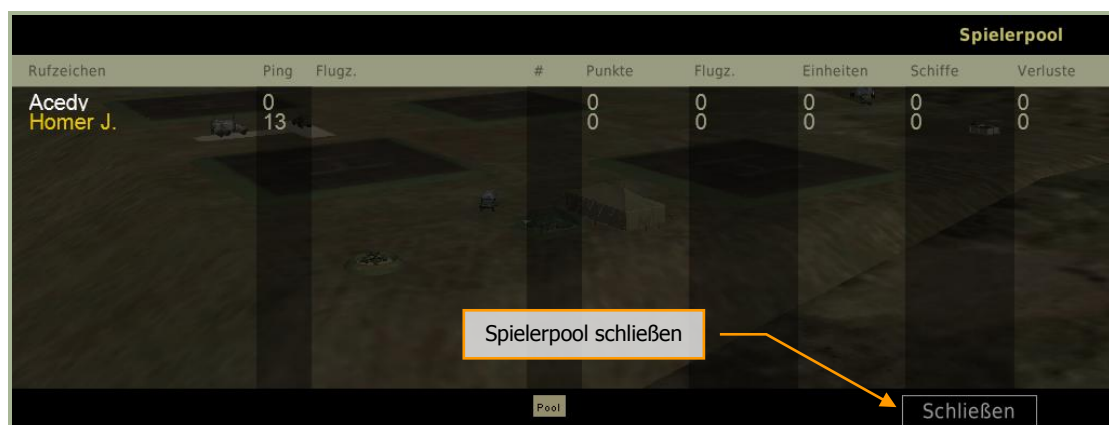 Spielerpool
Rufzeichen Ping Flugz. # Punkte Flugz. Einheiten Schiffe Verluste
Acedy 0 0 0 0 0 0
Homer J. 13 0 0 0 0 0
Spielerpool schließen
Pool Schließen